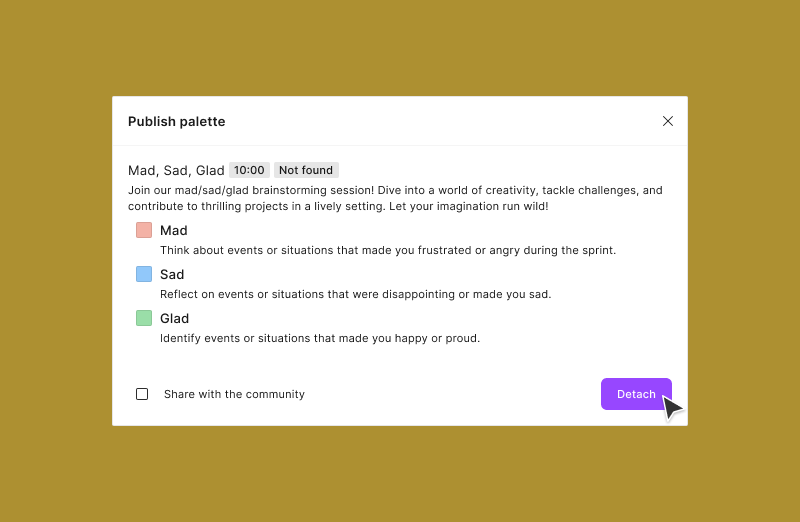 Publish palette
Mad, Sad, Glad 10:00 Not found
Join our mad/sad/glad brainstorming session! Dive into a world of creativity, tackle challenges, and
contribute to thrilling projects in a lively setting. Let your imagination run wild!
Mad
Think about events or situations that made you frustrated or angry during the sprint.
Sad
Reflect on events or situations that were disappointing or made you sad.
Glad
Identify events or situations that made you happy or proud.
Share with the community
Detach